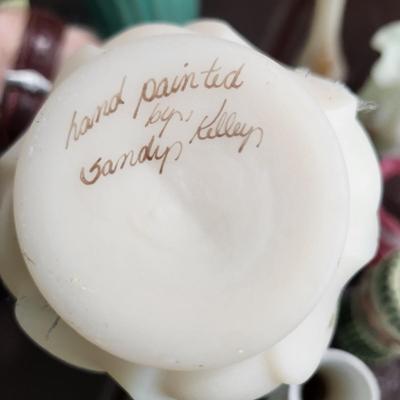 hand painted
by,
Sandy Kelley